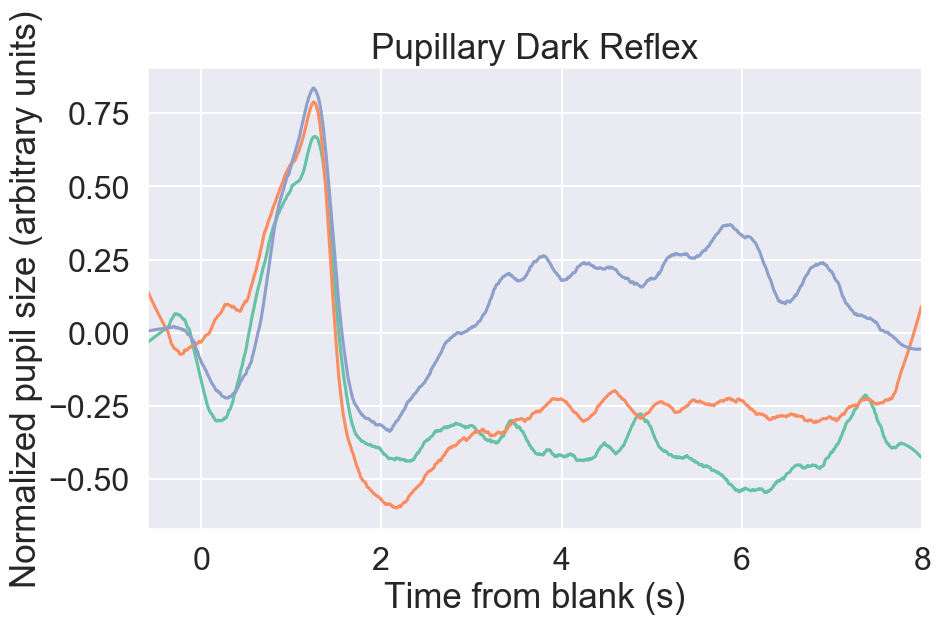 Pupillary Dark Reflex
Normalized pupil size (arbitrary units)
0.75
0.50
0.25
0.00
−0.25
−0.50
0 2 4 6 8
Time from blank (s)